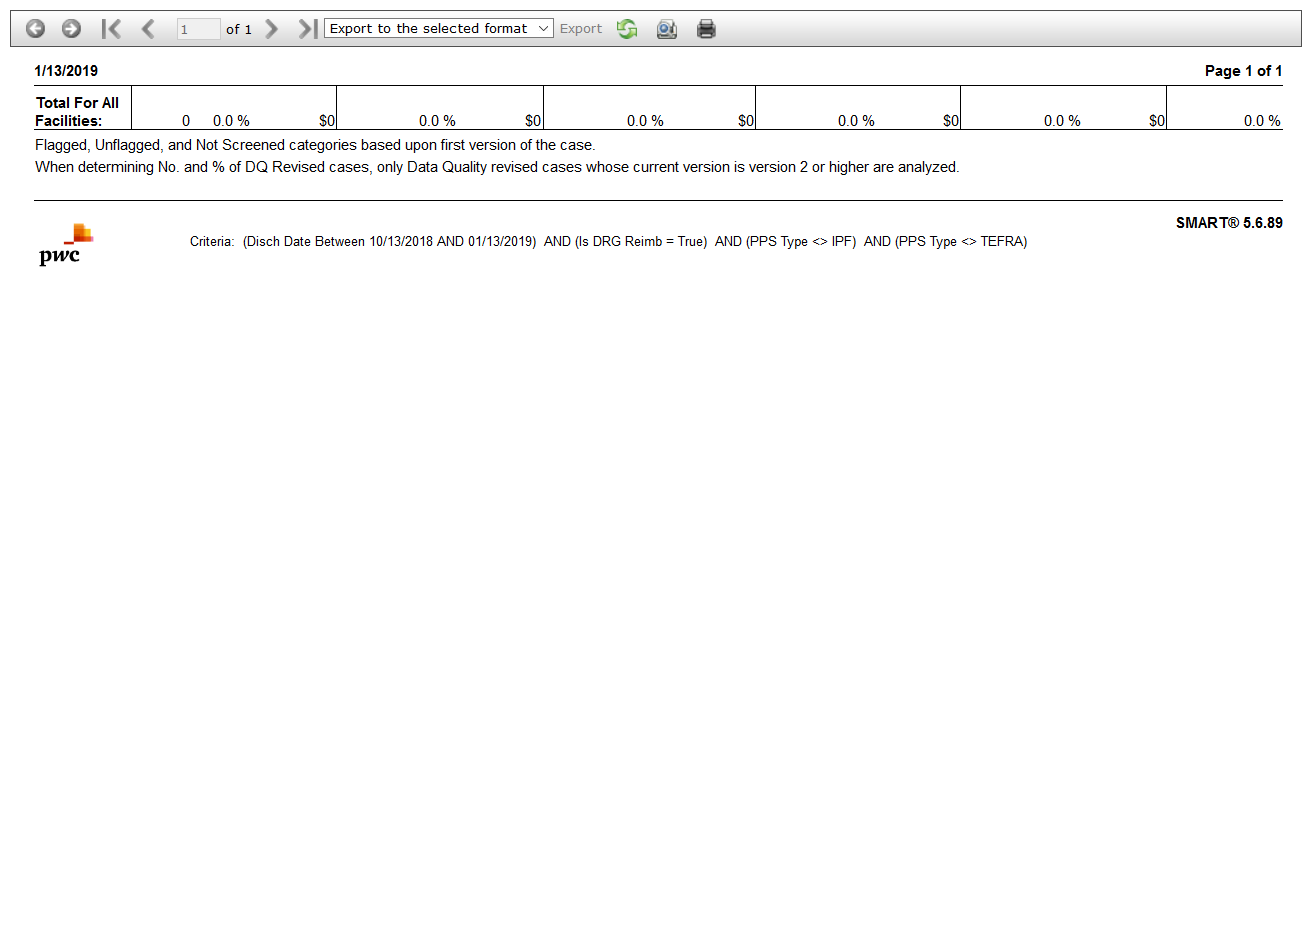 1 of 1 Export to the selected format Export
1/13/2019 Page 1 of 1
Total For All
Facilities: 0 0.0 % $0 0.0 % $0 0.0 % $0 0.0 % $0 0.0 % $0 0.0 %
Flagged, Unflagged, and Not Screened categories based upon first version of the case.
When determining No. and % of DQ Revised cases, only Data Quality revised cases whose current version is version 2 or higher are analyzed.
SMART® 5.6.89
Criteria: (Disch Date Between 10/13/2018 AND 01/13/2019) AND (Is DRG Reimb = True) AND (PPS Type <> IPF) AND (PPS Type <> TEFRA)
pwc